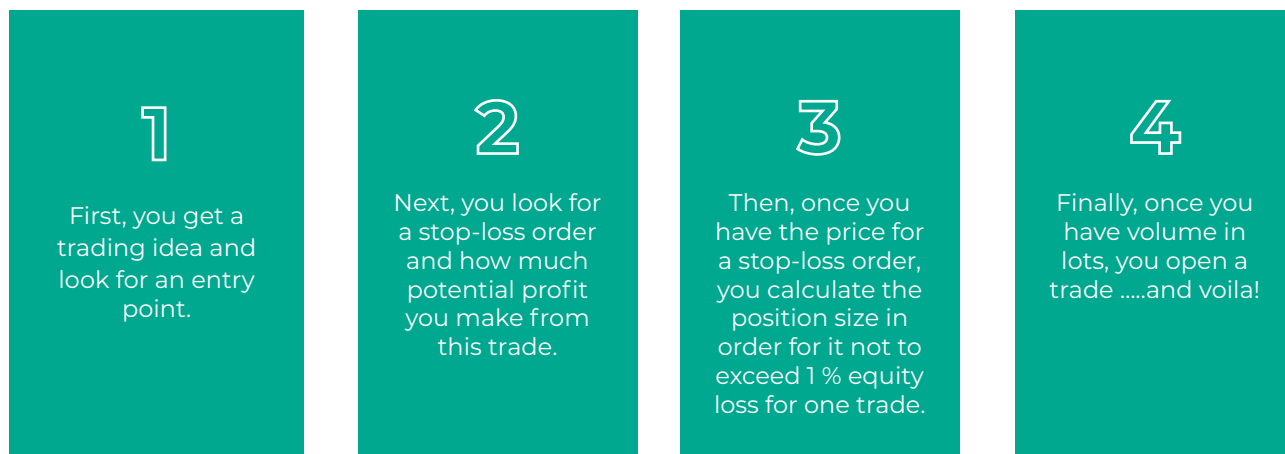 1
First, you get a
trading idea and
look for an entry
point.
2
Next, you look for
a stop-loss order
and how much
potential profit
you make from
this trade.
3
Then, once you
have the price for
a stop-loss order,
you calculate the
position size in
order for it not to
exceed 1 % equity
loss for one trade.
4
Finally, once you
have volume in
lots, you open a
trade .....and voila!